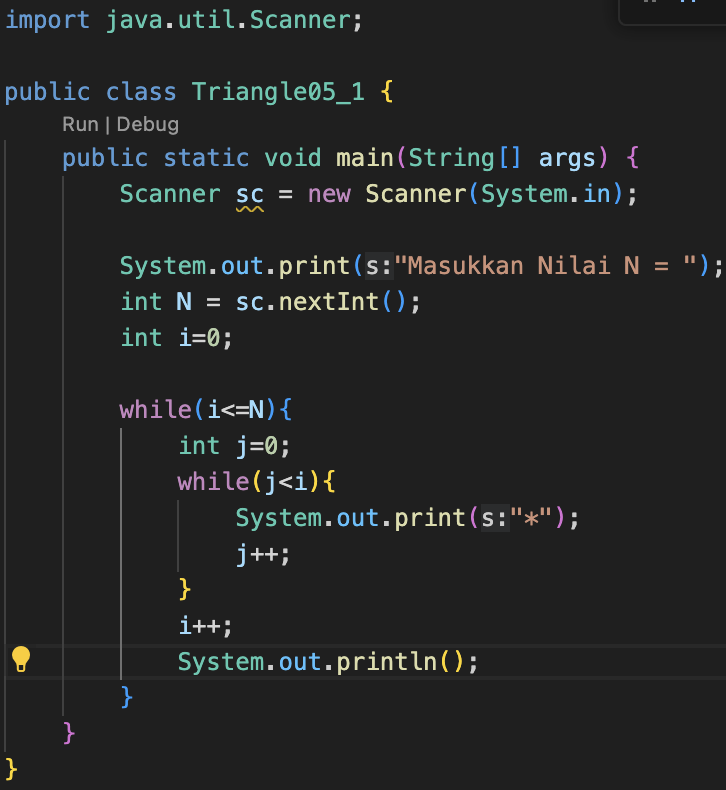 import java.util.Scanner;
public class Triangle05_1 {
Run | Debug
public static void main(String[] args) {
Scanner sc = new Scanner(System.in);
System.out.print(s:"Masukkan Nilai N = ");
int N = sc.nextInt();
int i=0;
while(i<=N){
int j=0;
while(j<i){
System.out.print(s:"*");
j++;
}
i++;
System.out.println();
}
}
}